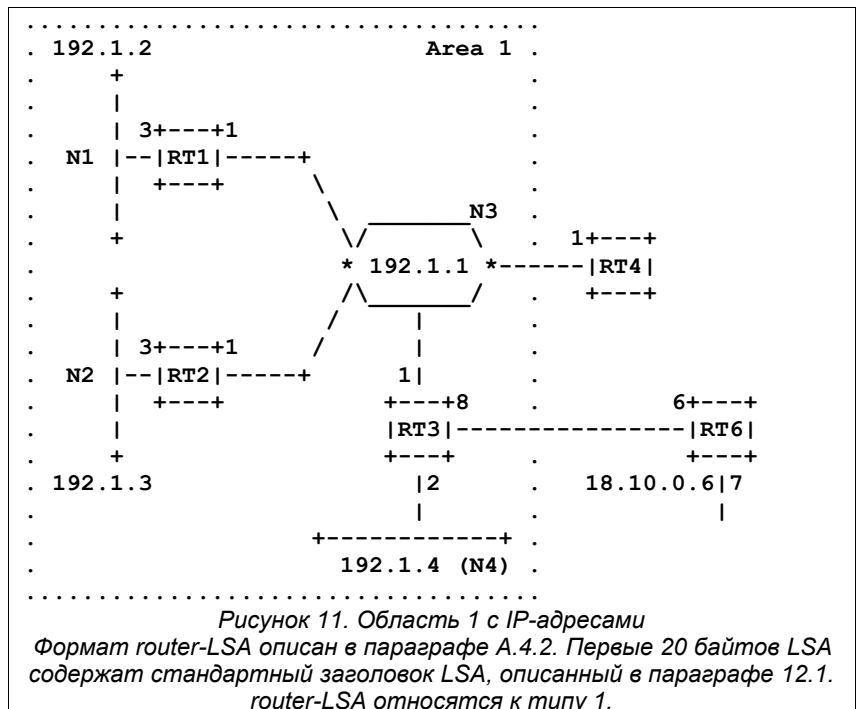 ......................................
. 192.1.2                   Area 1 .
.     +                            .
.     |                            .
.     | 3+---+1                    .
.  N1 |--|RT1|-----+               .
.     |  +---+      \              .
.     |              \  _______N3  .
.     +               \/       \   .  1+---+
.                     * 192.1.1 *------|RT4|
.     +               /\_______/   .   +---+
.     |              /     |       .
.     | 3+---+1     /      |       .
.  N2 |--|RT2|-----+      1|       .
.     |  +---+           +---+8    .         6+---+
.     |                  |RT3|----------------|RT6|
.     +                  +---+     .          +---+
. 192.1.3                  |2      .   18.10.0.6|7
.                          |       .            |
.                   +------------+ .
.                     192.1.4 (N4) .
......................................
Рисунок 11. Область 1 с IP-адресами
Формат router-LSA описан в параграфе A.4.2. Первые 20 байтов LSA
содержат стандартный заголовок LSA, описанный в параграфе 12.1.
router-LSA относятся к типу 1.